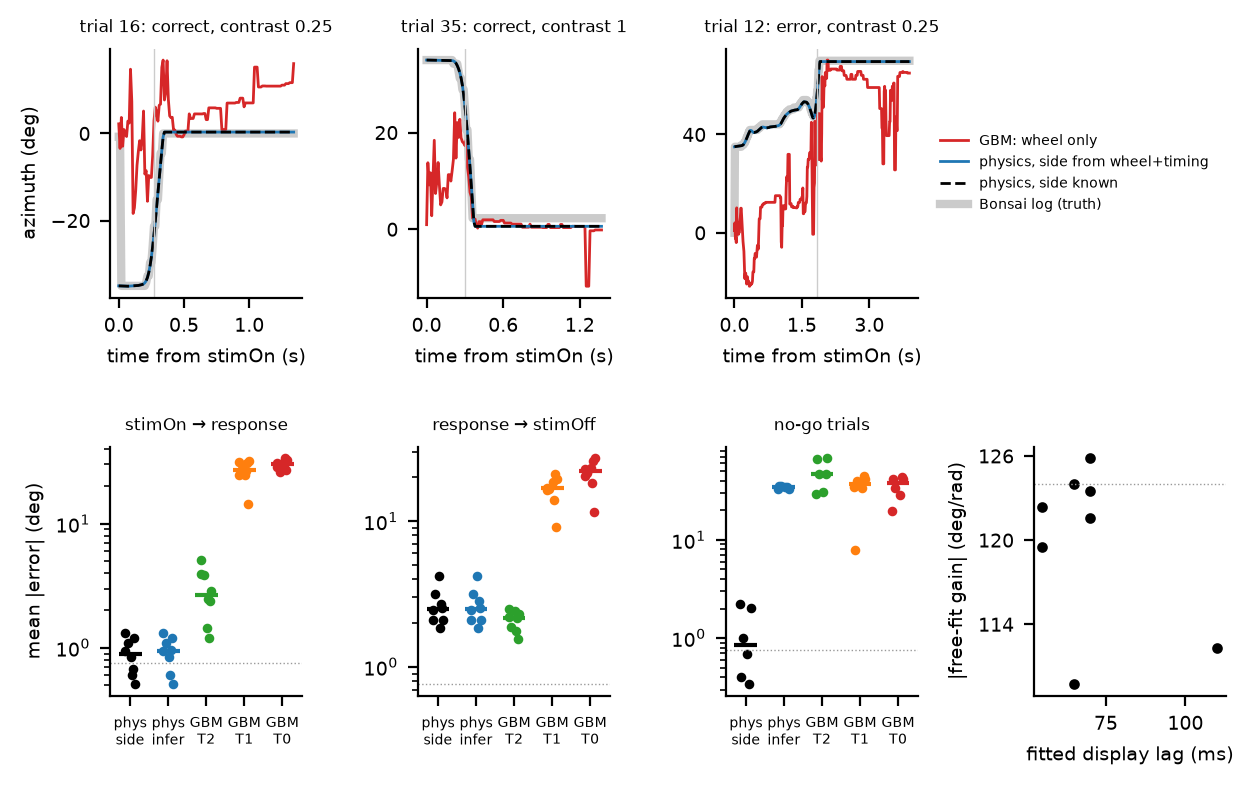 trial 16: correct, contrast 0.25
trial 35: correct, contrast 1
trial 12: error, contrast 0.25
azimuth (deg)
0
−20
0.0 0.5 1.0
time from stimOn (s)
20
0
0.0 0.6 1.2
time from stimOn (s)
40
0
0.0 1.5 3.0
time from stimOn (s)
GBM: wheel only
physics, side from wheel+timing
physics, side known
Bonsai log (truth)
stimOn → response
mean |error| (deg)
10¹
10⁰
phys side
phys infer
GBM T2
GBM T1
GBM T0
response → stimOff
10¹
10⁰
phys side
phys infer
GBM T2
GBM T1
GBM T0
no-go trials
10¹
10⁰
phys side
phys infer
GBM T2
GBM T1
GBM T0
|free-fit gain| (deg/rad)
126
120
114
75 100
fitted display lag (ms)